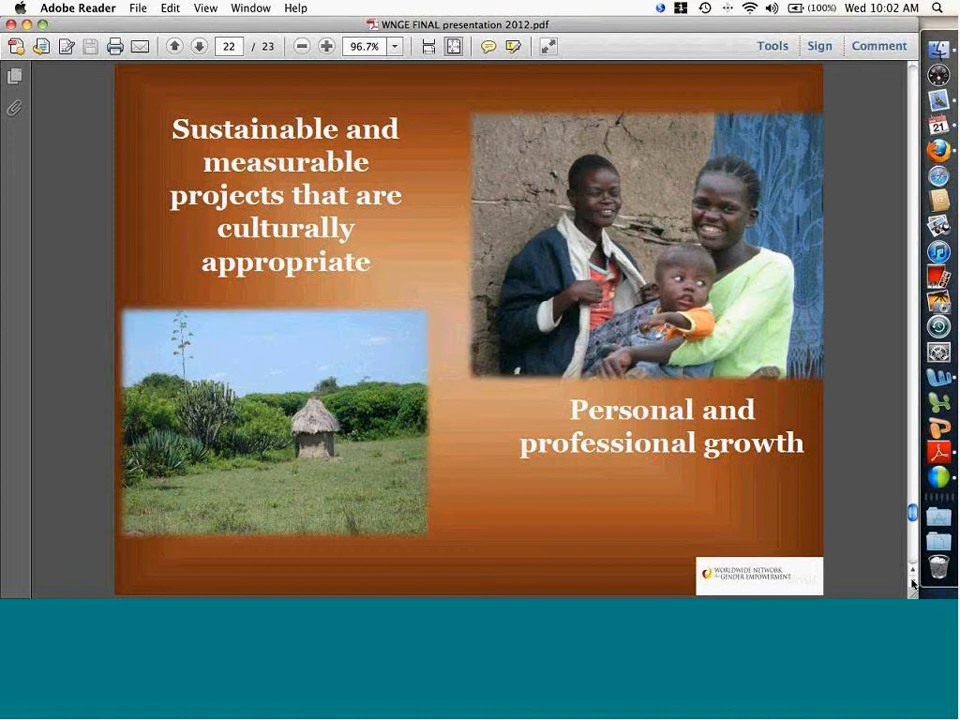 Adobe Reader File Edit View Window Help (100%) Wed 10:02 AM
WNGE FINAL presentation 2012.pdf
22 / 23 96.7% Tools Sign Comment
21
Sustainable and
measurable
projects that are
culturally
appropriate
Personal and
professional growth
WORLDWIDE NETWORK
for GENDER EMPOWERMENT